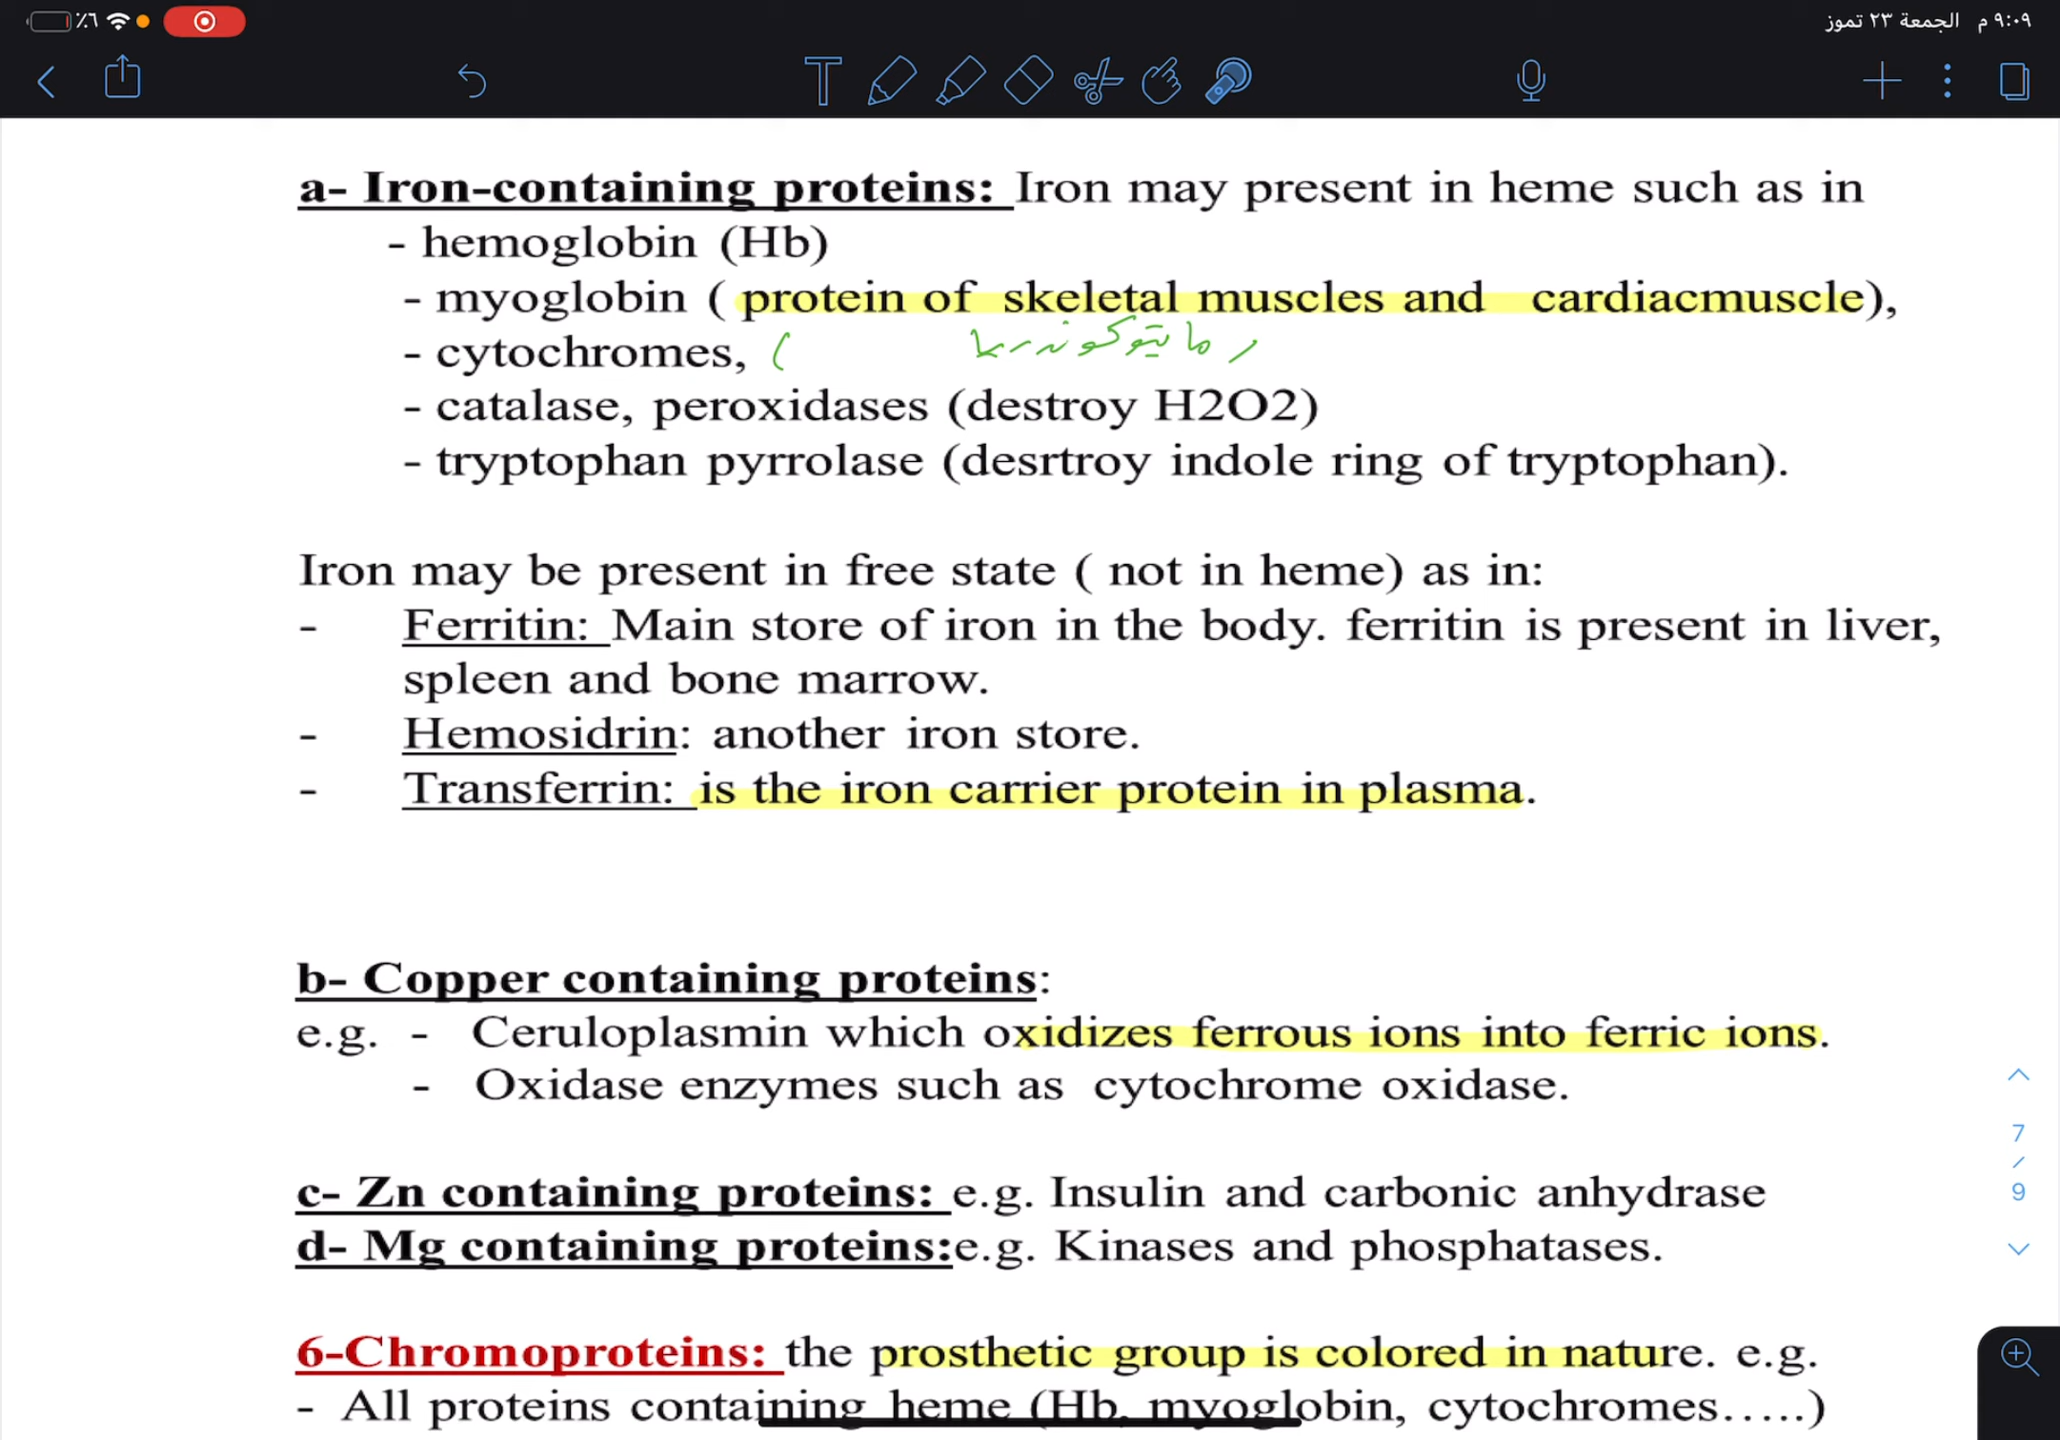 ٪٦
٩:٠٩ م الجمعة ٢٣ تموز
a- Iron-containing proteins: Iron may present in heme such as in
- hemoglobin (Hb)
- myoglobin ( protein of skeletal muscles and cardiacmuscle),
- cytochromes, ( مايتوكوندريا
- catalase, peroxidases (destroy H2O2)
- tryptophan pyrrolase (desrtroy indole ring of tryptophan).
Iron may be present in free state ( not in heme) as in:
- Ferritin: Main store of iron in the body. ferritin is present in liver,
spleen and bone marrow.
- Hemosidrin: another iron store.
- Transferrin: is the iron carrier protein in plasma.
b- Copper containing proteins:
e.g. - Ceruloplasmin which oxidizes ferrous ions into ferric ions.
- Oxidase enzymes such as cytochrome oxidase.
c- Zn containing proteins: e.g. Insulin and carbonic anhydrase
d- Mg containing proteins:e.g. Kinases and phosphatases.
6-Chromoproteins: the prosthetic group is colored in nature. e.g.
- All proteins containing heme (Hb, myoglobin, cytochromes…..)
7
/
9